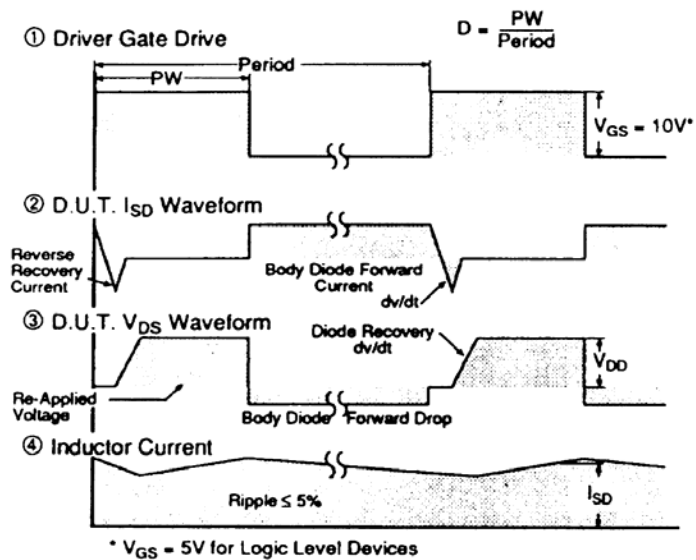 ① Driver Gate Drive
D = PW
Period
Period
PW
V_GS = 10V*
② D.U.T. I_SD Waveform
Reverse
Recovery
Current
Body Diode Forward
Current
dv/dt
③ D.U.T. V_DS Waveform
Diode Recovery
dv/dt
V_DD
Re-Applied
Voltage
Body Diode Forward Drop
④ Inductor Current
Ripple ≤ 5%
I_SD
* V_GS = 5V for Logic Level Devices